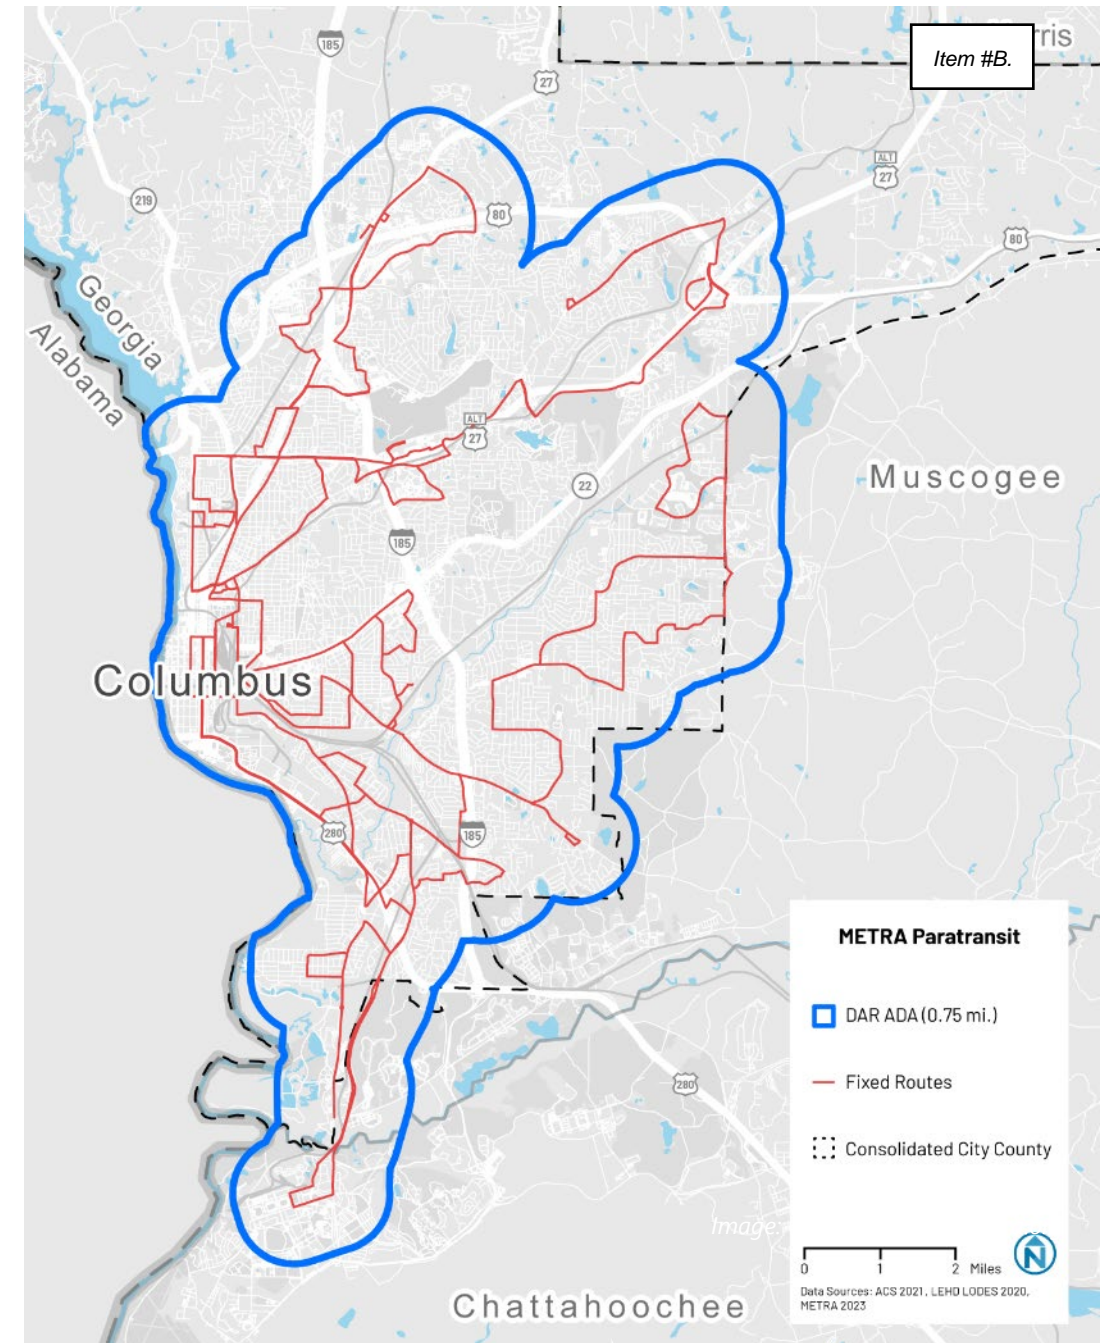 185
Item #B.
rris
27
ALT
27
219
80
80
Georgia
Alabama
ALT
27
22
Muscogee
185
Columbus
280
185
METRA Paratransit
DAR ADA (0.75 mi.)
Fixed Routes
280
Consolidated City County
Image:
0 1 2 Miles
N
Data Sources: ACS 2021, LEHD LODES 2020,
METRA 2023
Chattahoochee